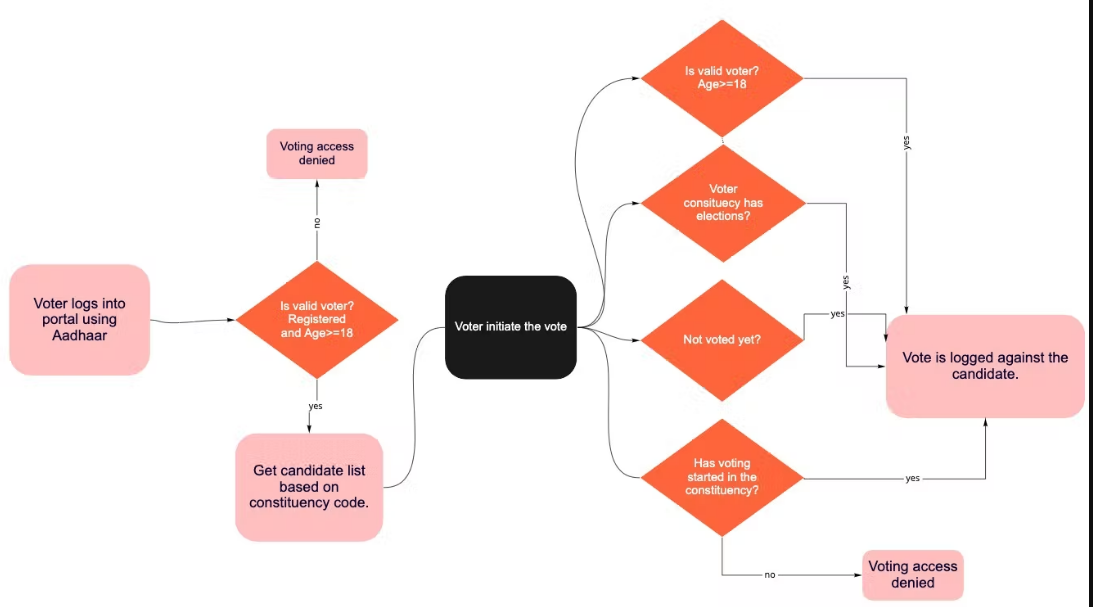 Voter logs into
portal using
Aadhaar
Voting access
denied
no
Is valid voter?
Registered
and Age>=18
yes
Get candidate list
based on
constituency code.
Voter initiate the vote
Is valid voter?
Age>=18
yes
Voter
consituecy has
elections?
yes
Not voted yet?
yes
Has voting
started in the
constituency?
yes
no
Vote is logged against the
candidate.
Voting access
denied